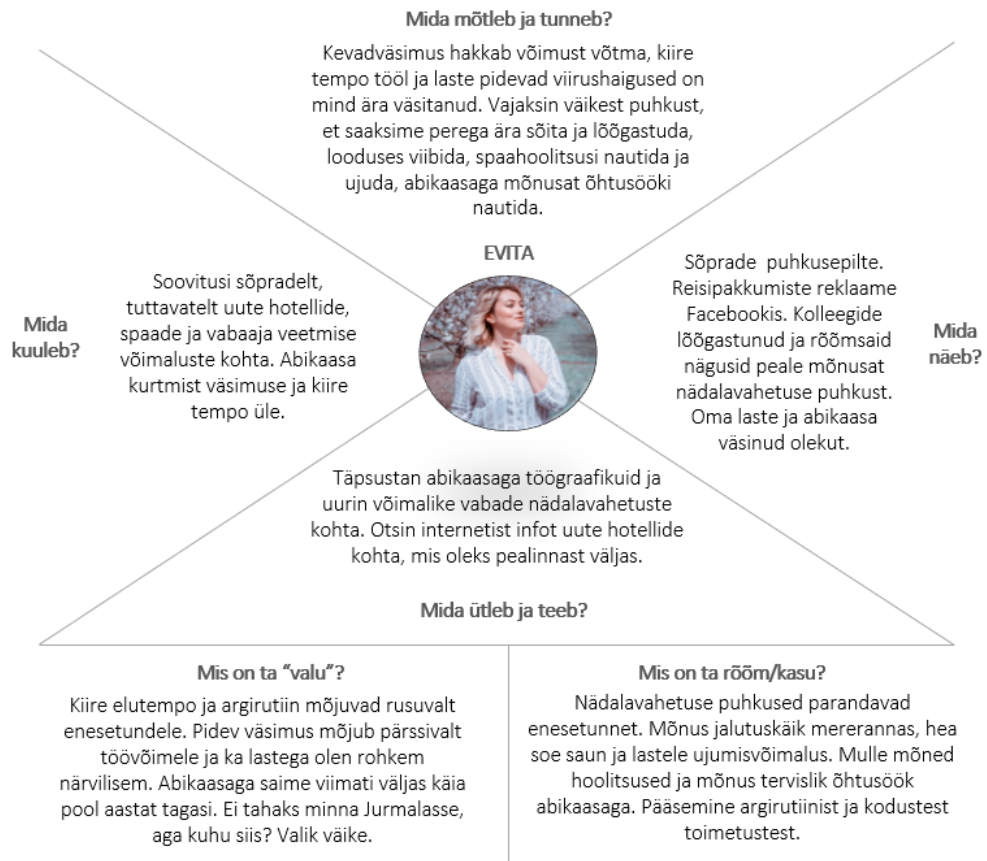 Mida mõtleb ja tunneb?
Kevadväsimus hakkab võimust võtma, kiire
tempo tööl ja laste pidevad viirushaigused on
mind ära väsitanud. Vajaksin väikest puhkust,
et saaksime perega ära sõita ja lõõgastuda,
looduses viibida, spaahoolitsusi nautida ja
ujuda, abikaasaga mõnusat õhtusööki
nautida.
EVITA
Mida
kuuleb?
Soovitusi sõpradelt,
tuttavatelt uute hotellide,
spaade ja vabaaja veetmise
võimaluste kohta. Abikaasa
kurtmist väsimuse ja kiire
tempo üle.
Sõprade puhkusepilte.
Reisipakkumiste reklaame
Facebookis. Kolleegide
lõõgastunud ja rõõmsaid
nägusid peale mõnusat
nädalavahetuse puhkust.
Oma laste ja abikaasa
väsinud olekut.
Mida
näeb?
Täpsustan abikaasaga töögraafikuid ja
uurin võimalike vabade nädalavahetuste
kohta. Otsin internetist infot uute hotellide
kohta, mis oleks pealinnast väljas.
Mida ütleb ja teeb?
Mis on ta “valu”?
Kiire elutempo ja argirutiin mõjuvad rusuvalt
enesetundele. Pidev väsimus mõjub pärssivalt
töövõimele ja ka lastega olen rohkem
närvilisem. Abikaasaga saime viimati väljas käia
pool aastat tagasi. Ei tahaks minna Jurmalasse,
aga kuhu siis? Valik väike.
Mis on ta rõõm/kasu?
Nädalavahetuse puhkused parandavad
enesetunnet. Mõnus jalutuskäik mererannas, hea
soe saun ja lastele ujumisvõimalus. Mulle mõned
hoolitsused ja mõnus tervislik õhtusöök
abikaasaga. Pääsemine argirutiinist ja kodustest
toimetustest.